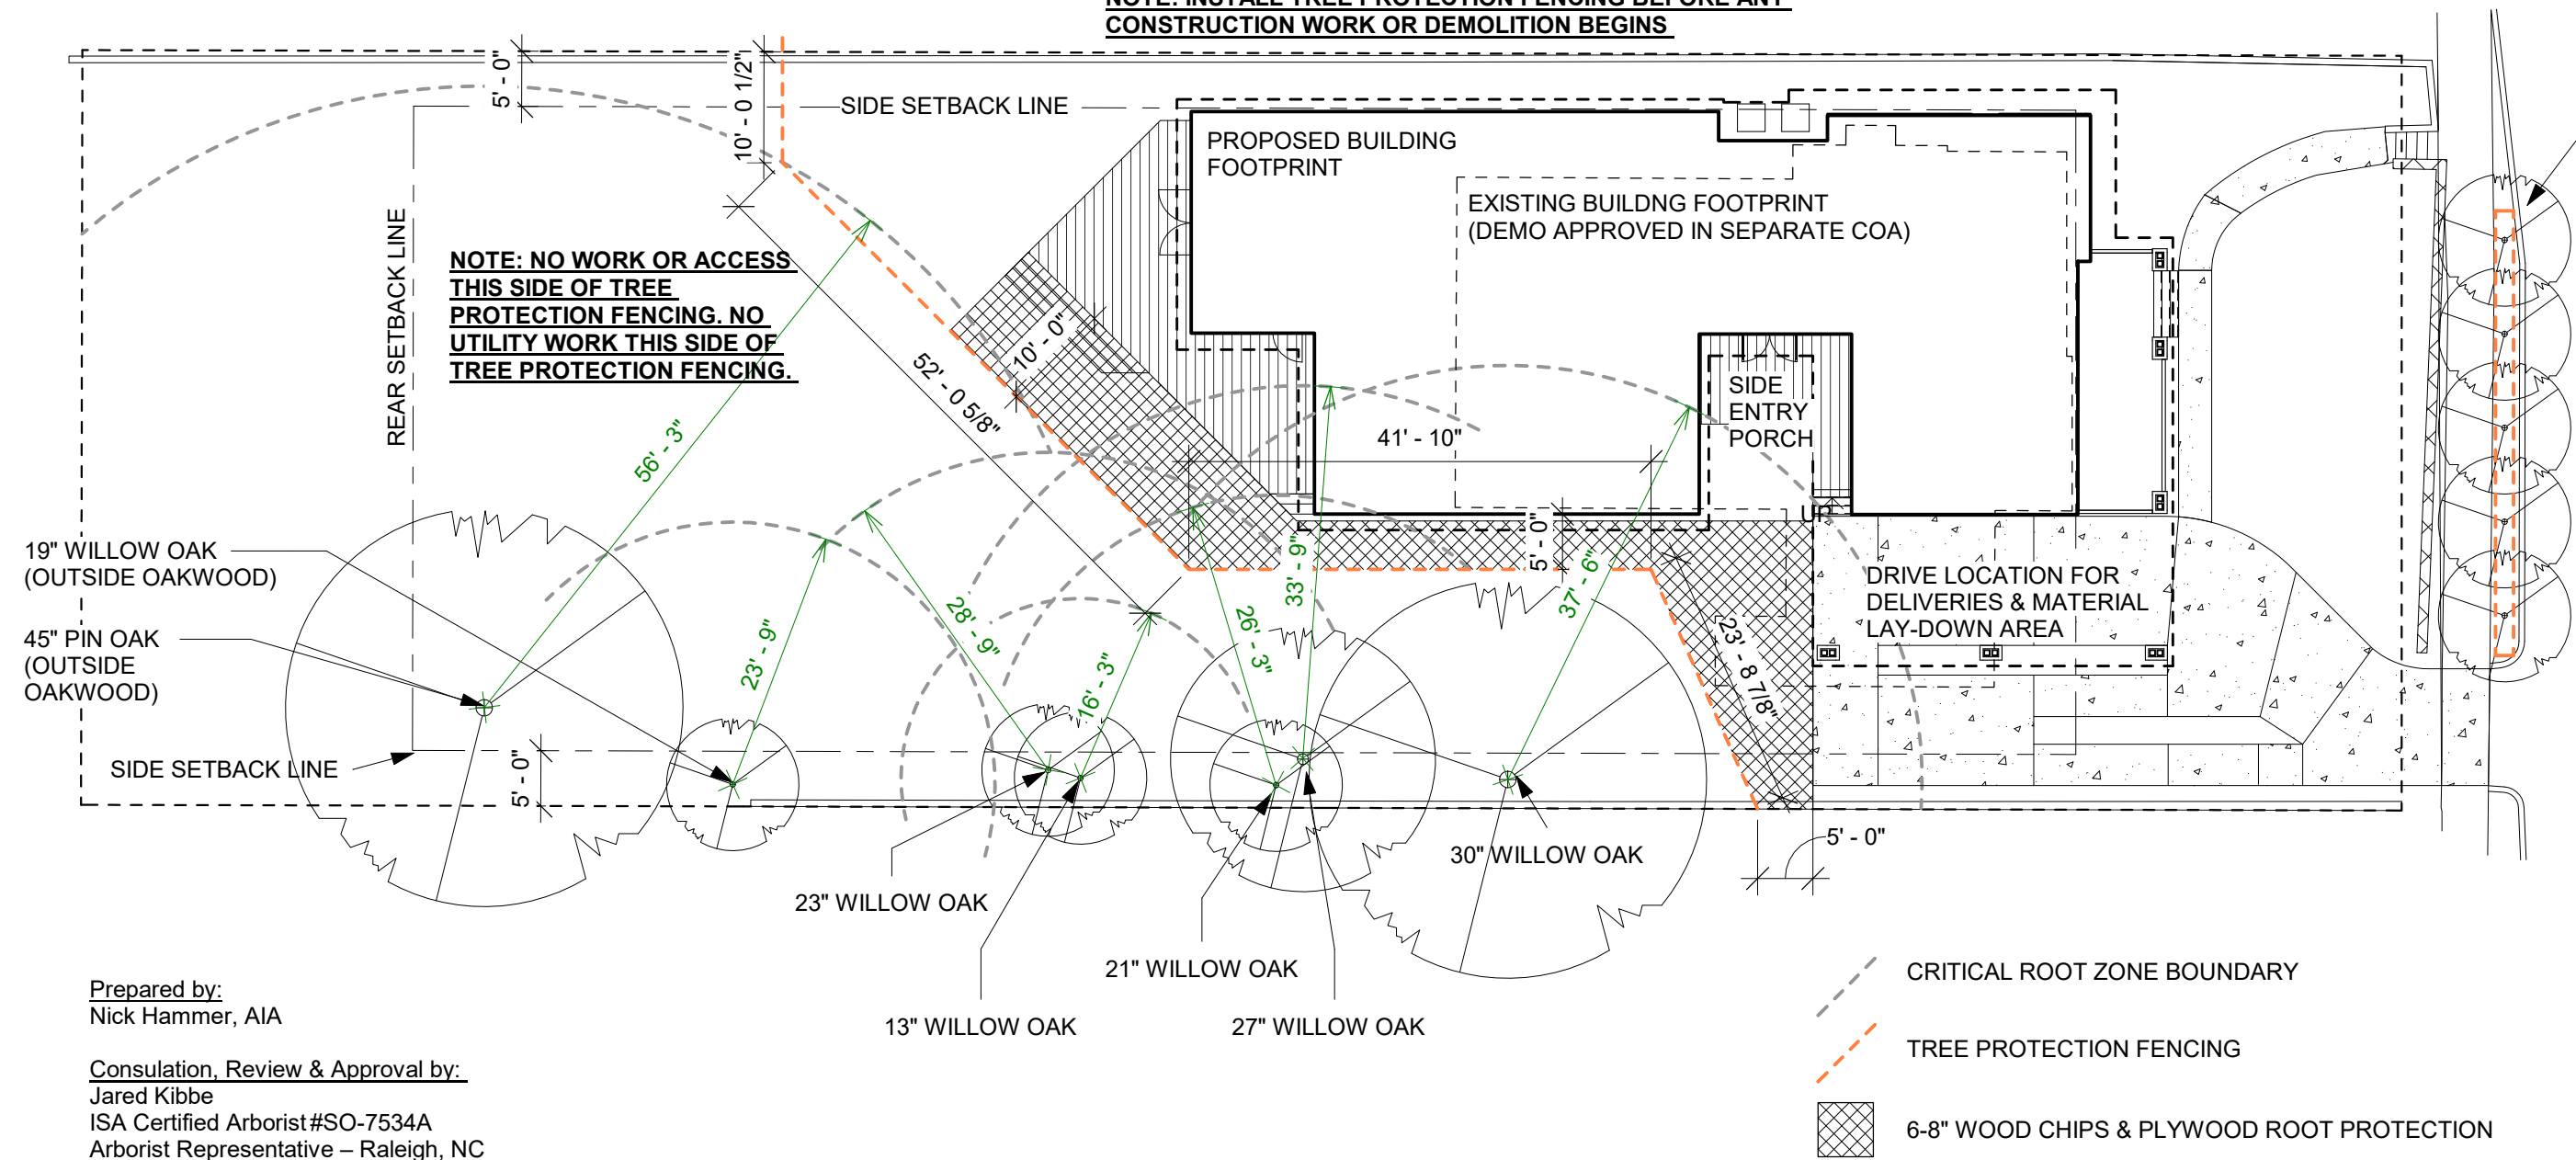 NOTE: INSTALL TREE PROTECTION FENCING BEFORE ANY
CONSTRUCTION WORK OR DEMOLITION BEGINS
5' - 0"
10' - 0 1/2"
SIDE SETBACK LINE
PROPOSED BUILDING
FOOTPRINT
EXISTING BUILDNG FOOTPRINT
(DEMO APPROVED IN SEPARATE COA)
REAR SETBACK LINE
NOTE: NO WORK OR ACCESS
THIS SIDE OF TREE
PROTECTION FENCING. NO
UTILITY WORK THIS SIDE OF
TREE PROTECTION FENCING.
10' - 0"
52' - 0 5/8"
56' - 3"
41' - 10"
SIDE
ENTRY
PORCH
19" WILLOW OAK
(OUTSIDE OAKWOOD)
45" PIN OAK
(OUTSIDE
OAKWOOD)
23' - 9"
28' - 9"
16' - 3"
26' - 3"
33' - 9"
5' - 0"
37' - 6"
23' - 8 7/8"
DRIVE LOCATION FOR
DELIVERIES & MATERIAL
LAY-DOWN AREA
SIDE SETBACK LINE
5' - 0"
5' - 0"
30" WILLOW OAK
23" WILLOW OAK
21" WILLOW OAK
13" WILLOW OAK
27" WILLOW OAK
Prepared by:
Nick Hammer, AIA
Consulation, Review & Approval by:
Jared Kibbe
ISA Certified Arborist #SO-7534A
Arborist Representative – Raleigh, NC
CRITICAL ROOT ZONE BOUNDARY
TREE PROTECTION FENCING
6-8" WOOD CHIPS & PLYWOOD ROOT PROTECTION